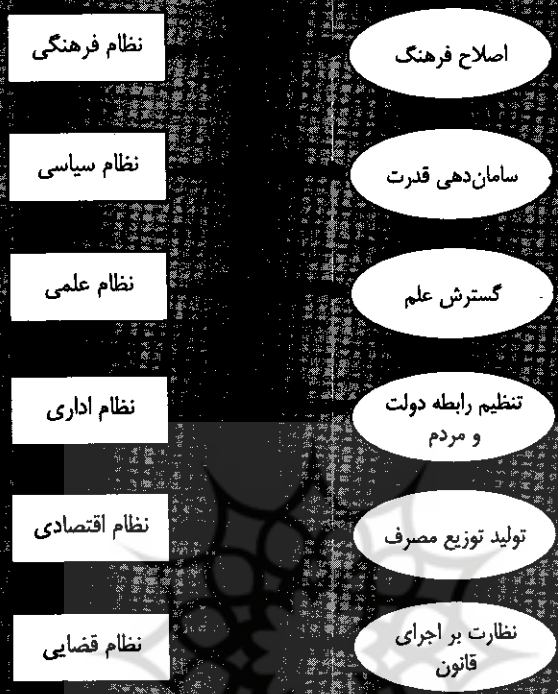 اصلاح فرهنگ
نظام فرهنگی
سامان‌دهی قدرت
نظام سیاسی
گسترش علم
نظام علمی
تنظیم رابطه دولت
و مردم
نظام اداری
تولید توزیع مصرف
نظام اقتصادی
نظارت بر اجرای
قانون
نظام قضایی